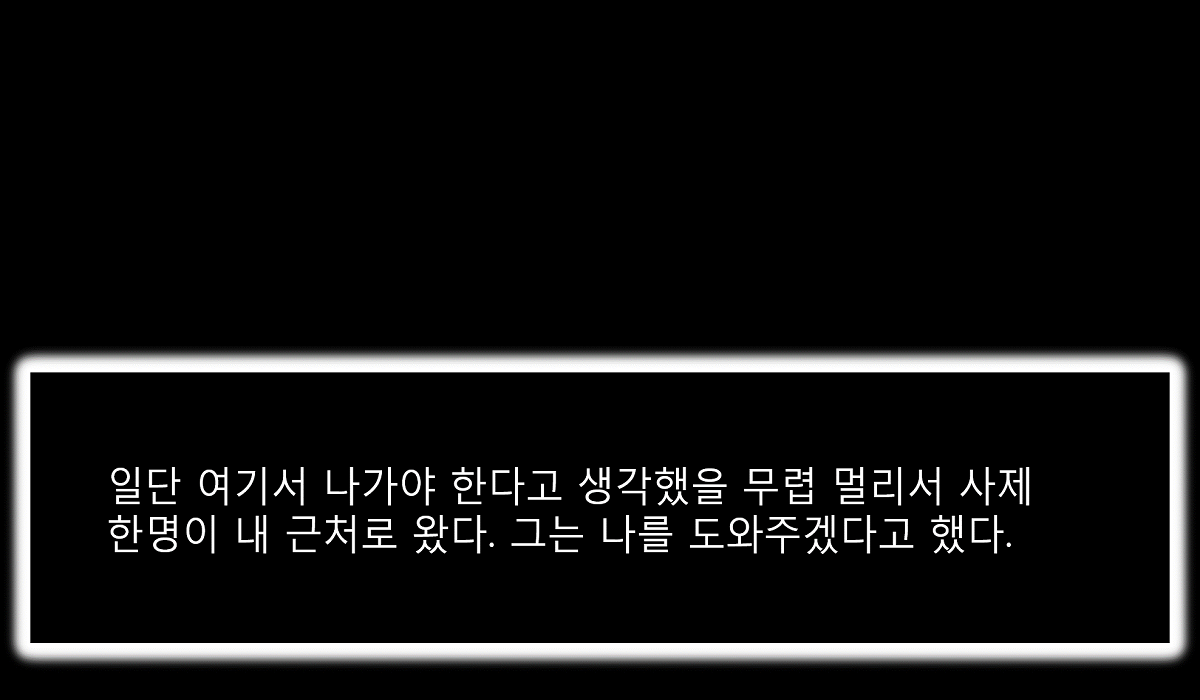 일단 여기서 나가야 한다고 생각했을 무렵 멀리서 사제
한명이 내 근처로 왔다. 그는 나를 도와주겠다고 했다.